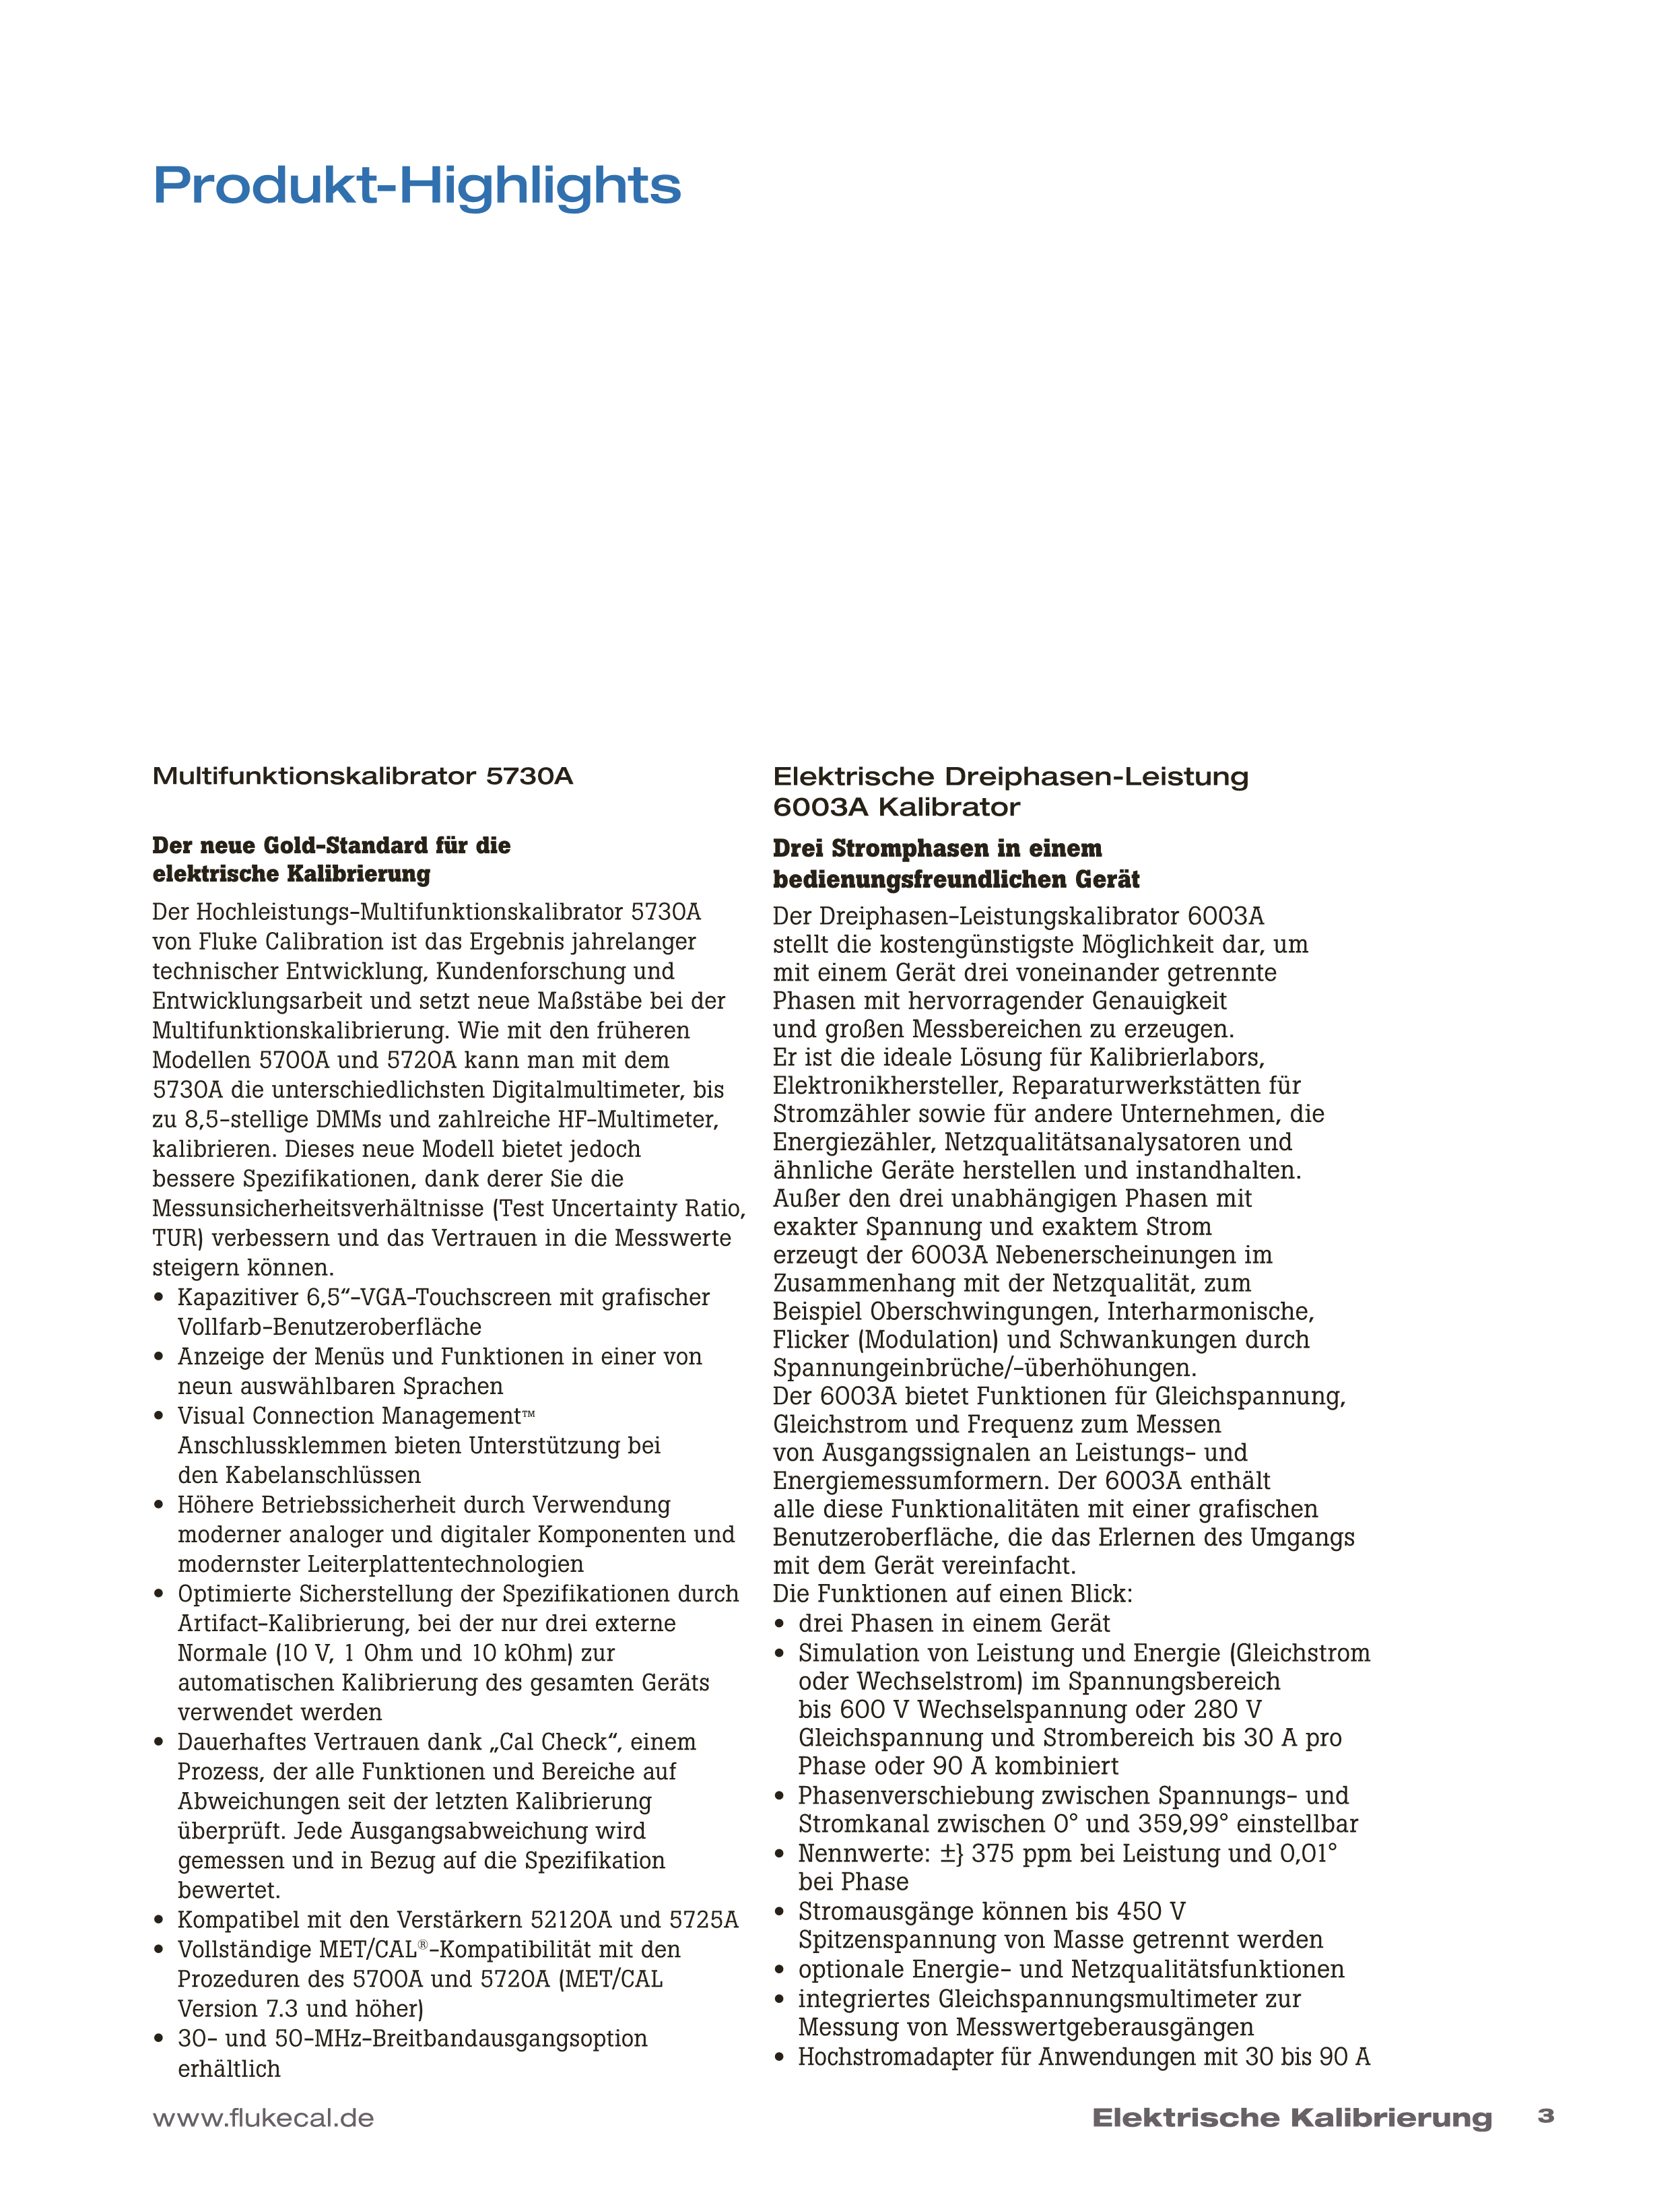 Produkt-Highlights
Multifunktionskalibrator 5730A
Der neue Gold-Standard für die
elektrische Kalibrierung
Der Hochleistungs-Multifunktionskalibrator 5730A
von Fluke Calibration ist das Ergebnis jahrelanger
technischer Entwicklung, Kundenforschung und
Entwicklungsarbeit und setzt neue Maßstäbe bei der
Multifunktionskalibrierung. Wie mit den früheren
Modellen 5700A und 5720A kann man mit dem
5730A die unterschiedlichsten Digitalmultimeter, bis
zu 8,5-stellige DMMs und zahlreiche HF-Multimeter,
kalibrieren. Dieses neue Modell bietet jedoch
bessere Spezifikationen, dank derer Sie die
Messunsicherheitsverhältnisse (Test Uncertainty Ratio,
TUR) verbessern und das Vertrauen in die Messwerte
steigern können.
• Kapazitiver 6,5“-VGA-Touchscreen mit grafischer
Vollfarb-Benutzeroberfläche
• Anzeige der Menüs und Funktionen in einer von
neun auswählbaren Sprachen
• Visual Connection Management™
Anschlussklemmen bieten Unterstützung bei
den Kabelanschlüssen
• Höhere Betriebssicherheit durch Verwendung
moderner analoger und digitaler Komponenten und
modernster Leiterplattentechnologien
• Optimierte Sicherstellung der Spezifikationen durch
Artifact-Kalibrierung, bei der nur drei externe
Normale (10 V, 1 Ohm und 10 kOhm) zur
automatischen Kalibrierung des gesamten Geräts
verwendet werden
• Dauerhaftes Vertrauen dank „Cal Check“, einem
Prozess, der alle Funktionen und Bereiche auf
Abweichungen seit der letzten Kalibrierung
überprüft. Jede Ausgangsabweichung wird
gemessen und in Bezug auf die Spezifikation
bewertet.
• Kompatibel mit den Verstärkern 52120A und 5725A
• Vollständige MET/CAL®-Kompatibilität mit den
Prozeduren des 5700A und 5720A (MET/CAL
Version 7.3 und höher)
• 30- und 50-MHz-Breitbandausgangsoption
erhältlich
Elektrische Dreiphasen-Leistung
6003A Kalibrator
Drei Stromphasen in einem
bedienungsfreundlichen Gerät
Der Dreiphasen-Leistungskalibrator 6003A
stellt die kostengünstigste Möglichkeit dar, um
mit einem Gerät drei voneinander getrennte
Phasen mit hervorragender Genauigkeit
und großen Messbereichen zu erzeugen.
Er ist die ideale Lösung für Kalibrierlabors,
Elektronikhersteller, Reparaturwerkstätten für
Stromzähler sowie für andere Unternehmen, die
Energiezähler, Netzqualitätsanalysatoren und
ähnliche Geräte herstellen und instandhalten.
Außer den drei unabhängigen Phasen mit
exakter Spannung und exaktem Strom
erzeugt der 6003A Nebenerscheinungen im
Zusammenhang mit der Netzqualität, zum
Beispiel Oberschwingungen, Interharmonische,
Flicker (Modulation) und Schwankungen durch
Spannungeinbrüche/-überhöhungen.
Der 6003A bietet Funktionen für Gleichspannung,
Gleichstrom und Frequenz zum Messen
von Ausgangssignalen an Leistungs- und
Energiemessumformern. Der 6003A enthält
alle diese Funktionalitäten mit einer grafischen
Benutzeroberfläche, die das Erlernen des Umgangs
mit dem Gerät vereinfacht.
Die Funktionen auf einen Blick:
• drei Phasen in einem Gerät
• Simulation von Leistung und Energie (Gleichstrom
oder Wechselstrom) im Spannungsbereich
bis 600 V Wechselspannung oder 280 V
Gleichspannung und Strombereich bis 30 A pro
Phase oder 90 A kombiniert
• Phasenverschiebung zwischen Spannungs- und
Stromkanal zwischen 0° und 359,99° einstellbar
• Nennwerte: ±} 375 ppm bei Leistung und 0,01°
bei Phase
• Stromausgänge können bis 450 V
Spitzenspannung von Masse getrennt werden
• optionale Energie- und Netzqualitätsfunktionen
• integriertes Gleichspannungsmultimeter zur
Messung von Messwertgeberausgängen
• Hochstromadapter für Anwendungen mit 30 bis 90 A
www.flukecal.de
Elektrische Kalibrierung 3